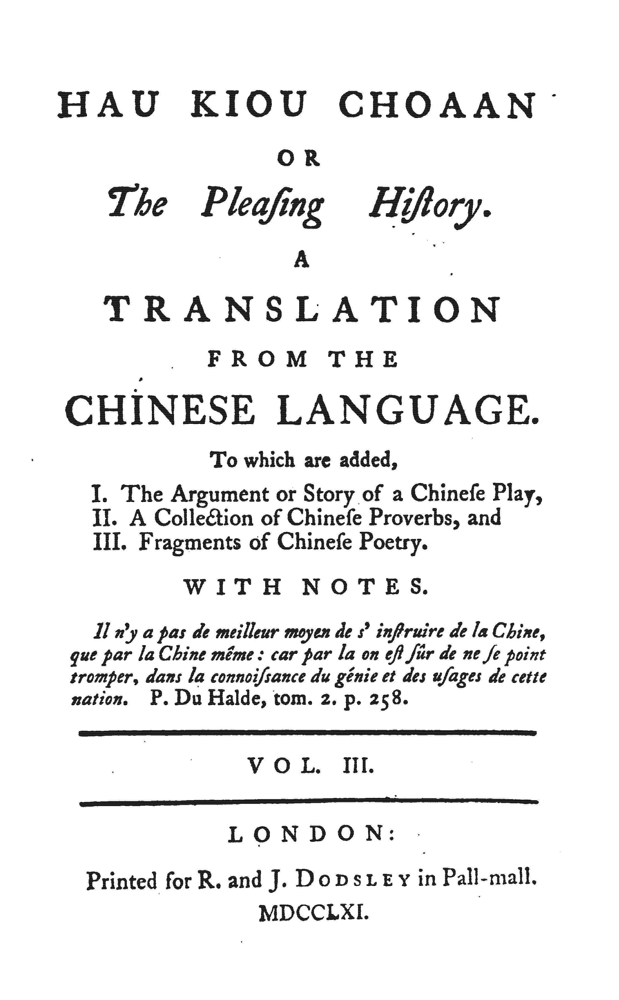 HAU KIOU CHOAAN
OR
The Pleaſing Hiſtory.
A
TRANSLATION
FROM THE
CHINESE LANGUAGE.
To which are added,
I. The Argument or Story of a Chineſe Play,
II. A Collection of Chineſe Proverbs, and
III. Fragments of Chineſe Poetry.
WITH NOTES.
Il n'y a pas de meilleur moyen de s' inſtruire de la Chine,
que par la Chine même : car par la on eſt ſûr de ne ſe point
tromper, dans la connoiſsance du génie et des uſages de cette
nation. P. Du Halde, tom. 2. p. 258.
VOL. III.
LONDON:
Printed for R. and J. DODSLEY in Pall-mall.
MDCCLXI.